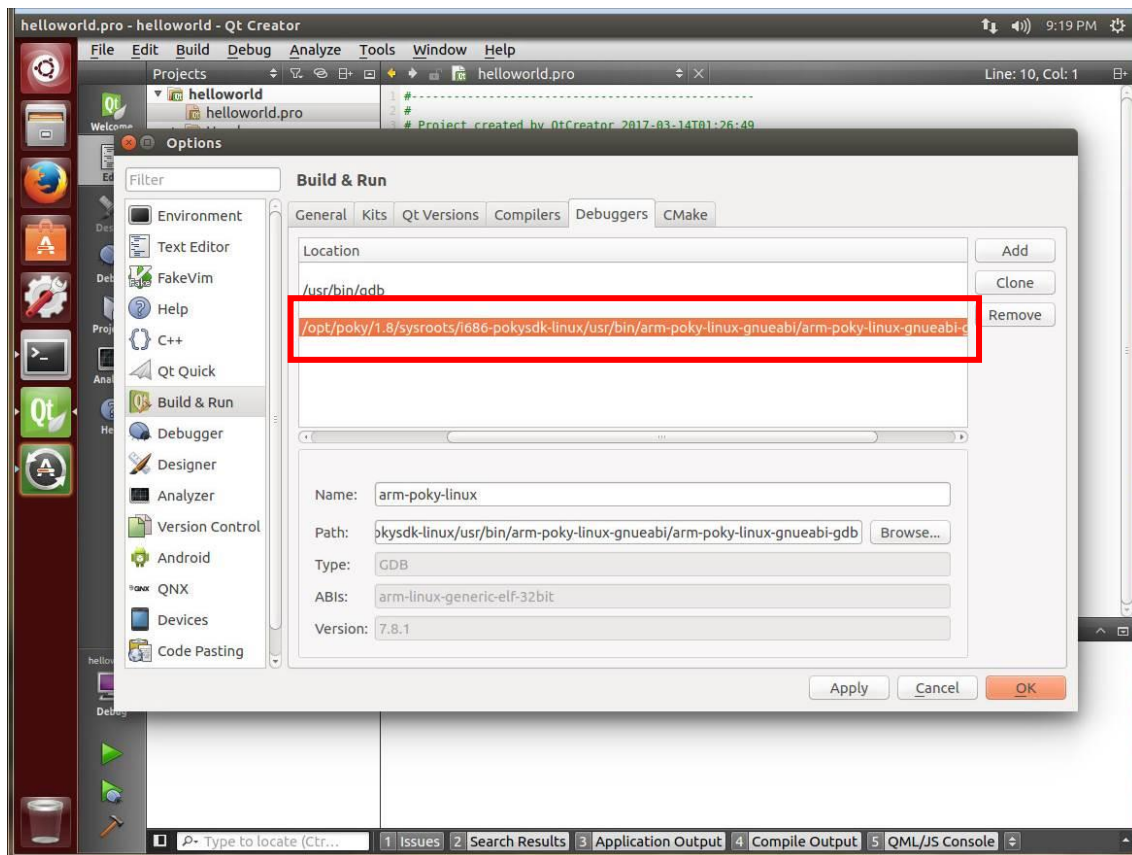 helloworld.pro - helloworld - Qt Creator
9:19 PM
File Edit Build Debug Analyze Tools Window Help
Projects
helloworld.pro
Line: 10, Col: 1
helloworld
helloworld.pro
1 #-------------------------------------------------
2 #
# Project created by QtCreator 2017-03-14T01:26:49
Qt
Welcome
Options
Filter
Build & Run
General Kits Qt Versions Compilers Debuggers CMake
Environment
Text Editor
FakeVim
Help
C++
Qt Quick
Build & Run
Debugger
Designer
Analyzer
Version Control
Android
QNX
Devices
Code Pasting
Location
/usr/bin/gdb
/opt/poky/1.8/sysroots/i686-pokysdk-linux/usr/bin/arm-poky-linux-gnueabi/arm-poky-linux-gnueabi-g
Add
Clone
Remove
Name: arm-poky-linux
Path: pkysdk-linux/usr/bin/arm-poky-linux-gnueabi/arm-poky-linux-gnueabi-gdb Browse...
Type: GDB
ABIs: arm-linux-generic-elf-32bit
Version: 7.8.1
Apply Cancel OK
Debug
Type to locate (Ctr...
1 Issues 2 Search Results 3 Application Output 4 Compile Output 5 QML/JS Console